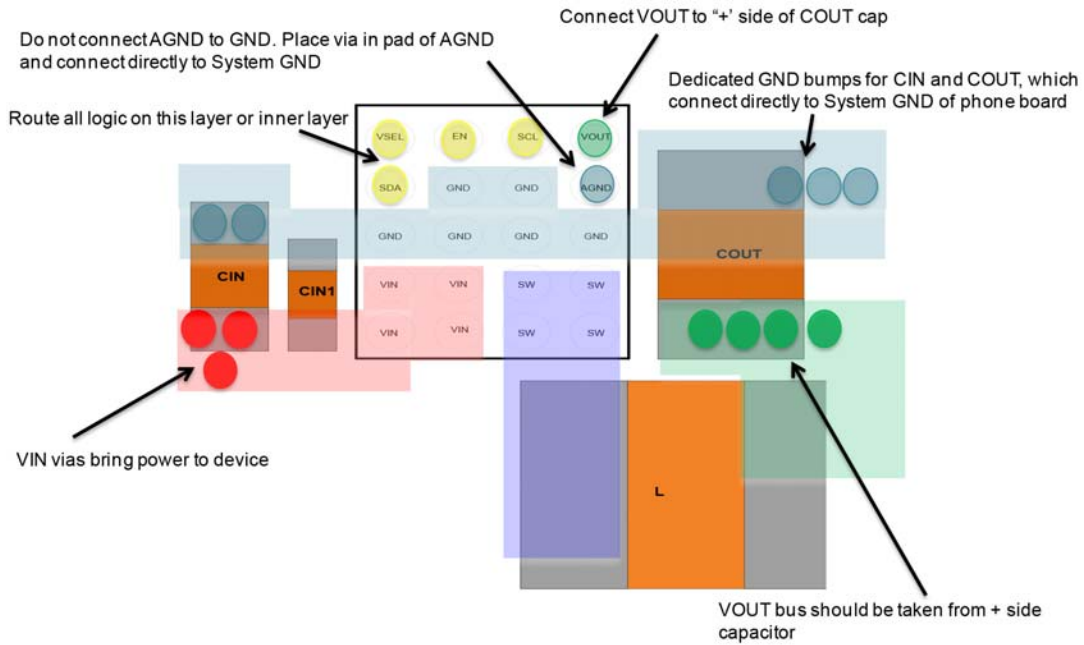 Connect VOUT to “+’ side of COUT cap
Do not connect AGND to GND. Place via in pad of AGND
and connect directly to System GND
Dedicated GND bumps for CIN and COUT, which
connect directly to System GND of phone board
Route all logic on this layer or inner layer
VSEL EN SCL VOUT
SDA GND GND AGND
GND GND GND GND
COUT
CIN
CIN1
VIN VIN SW SW
VIN VIN SW SW
VIN vias bring power to device
L
VOUT bus should be taken from + side
capacitor